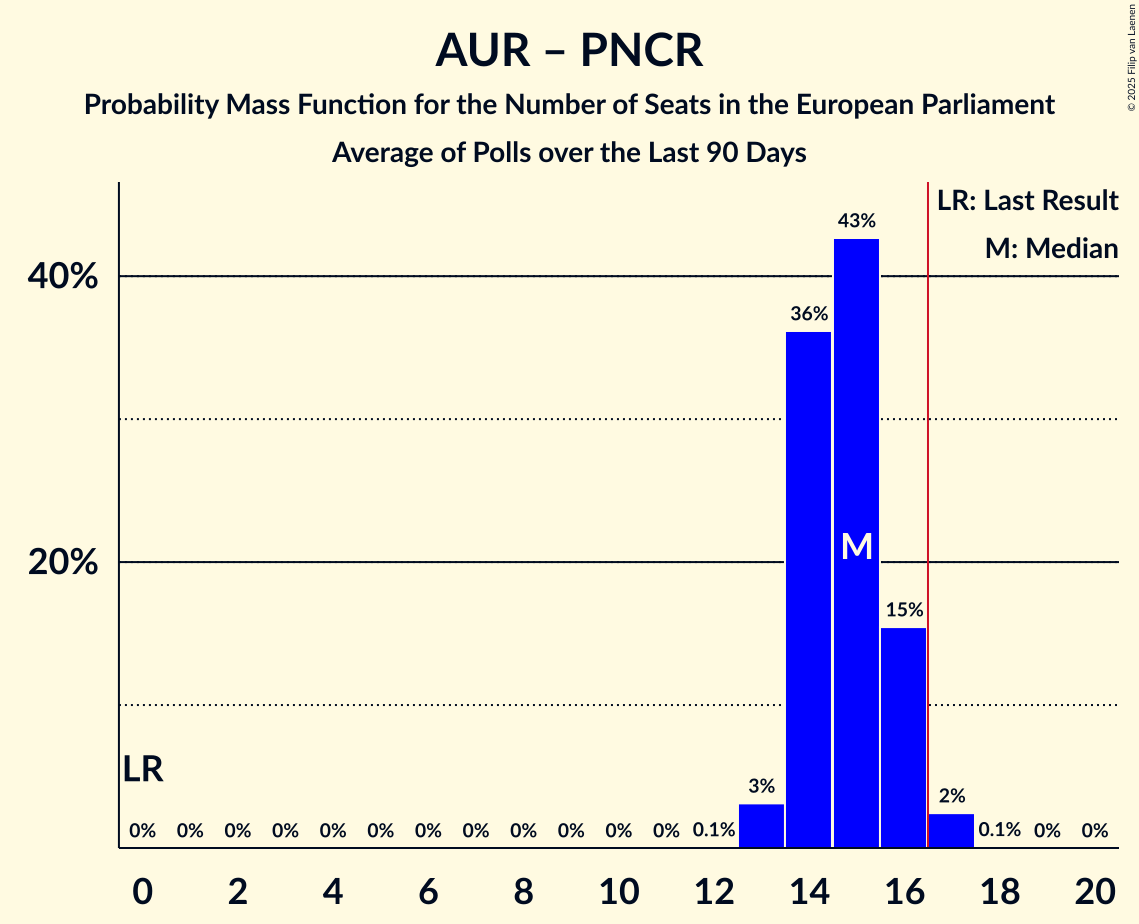 AUR – PNCR
Probability Mass Function for the Number of Seats in the European Parliament
Average of Polls over the Last 90 Days
© 2025 Filip van Laenen
LR: Last Result
M: Median
43%
40%
36%
M
20%
15%
LR
3%
2%
0% 0% 0% 0% 0% 0% 0% 0% 0% 0% 0% 0% 0.1% 0.1% 0% 0%
0 2 4 6 8 10 12 14 16 18 20